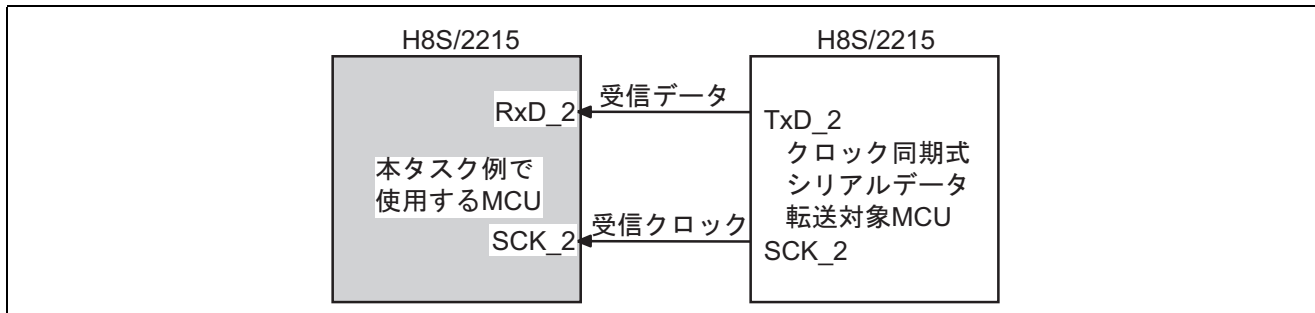 H8S/2215
H8S/2215
受信データ
RxD_2
TxD_2
クロック同期式
シリアルデータ
転送対象MCU
本タスク例で
使用するMCU
受信クロック
SCK_2
SCK_2